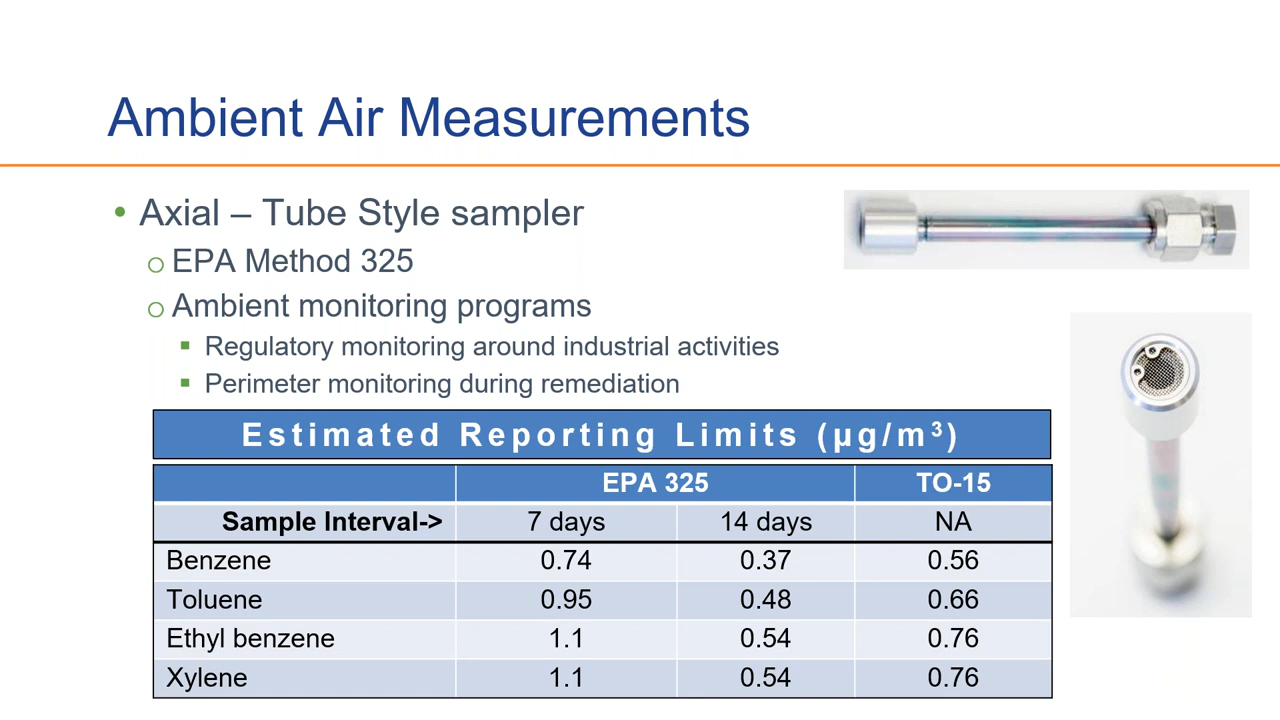 Ambient Air Measurements
• Axial – Tube Style sampler
o EPA Method 325
o Ambient monitoring programs
▪ Regulatory monitoring around industrial activities
▪ Perimeter monitoring during remediation
Estimated Reporting Limits (µg/m³)
EPA 325 TO-15
Sample Interval-> 7 days 14 days NA
Benzene 0.74 0.37 0.56
Toluene 0.95 0.48 0.66
Ethyl benzene 1.1 0.54 0.76
Xylene 1.1 0.54 0.76